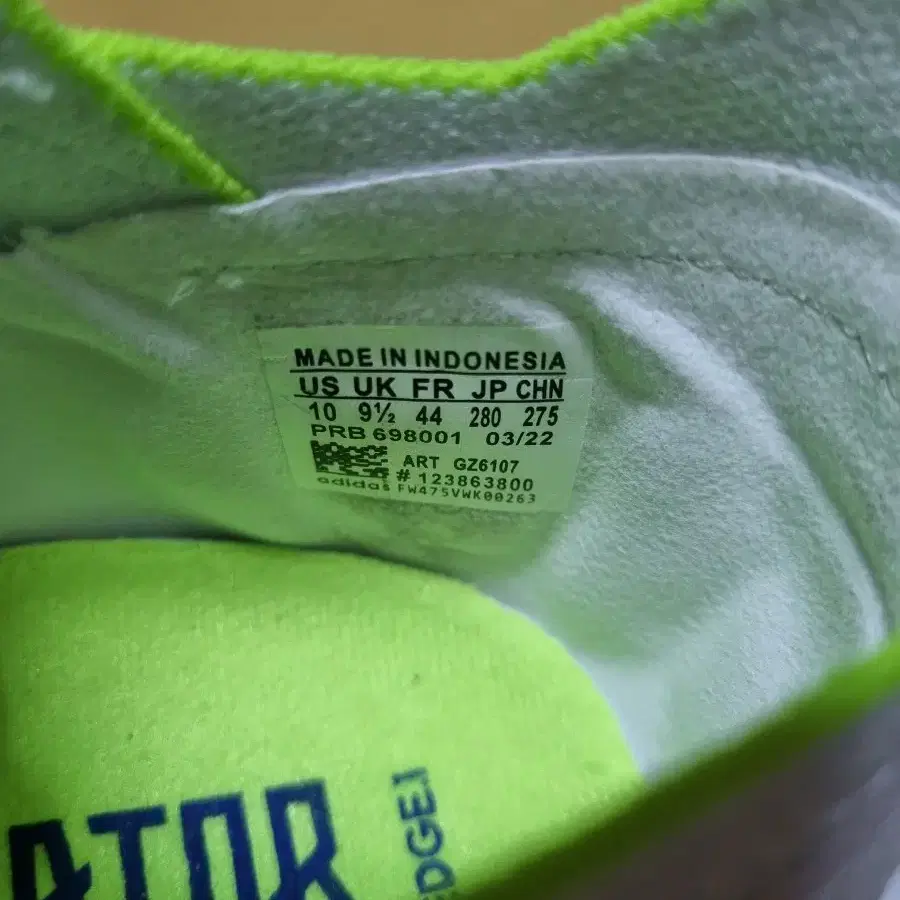 MADE IN INDONESIA
US UK FR JP CHN
10 9½ 44 280 275
PRB 698001 03/22
ART GZ6107
# 123863800
adidas FW475VWK00263
ATOR
EDGE.I